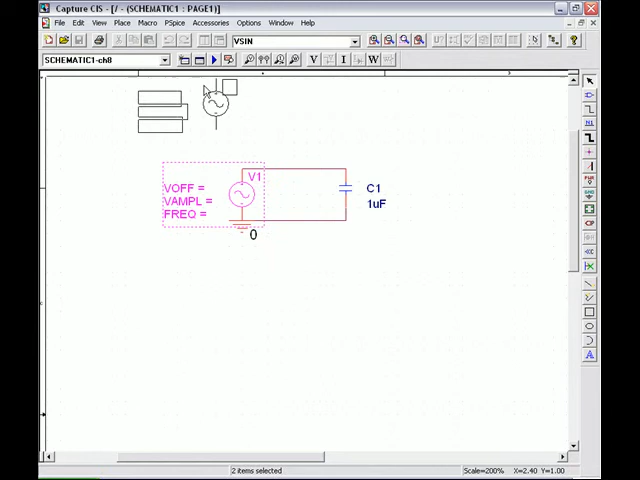 Capture CIS - [/ - (SCHEMATIC1 : PAGE1)]
File Edit View Place Macro PSpice Accessories Options Window Help
VSIN
SCHEMATIC1-ch8
V I W
V1
VOFF =
VAMPL =
FREQ =
C1
1uF
0
2 items selected
Scale=200% X=2.40 Y=1.00